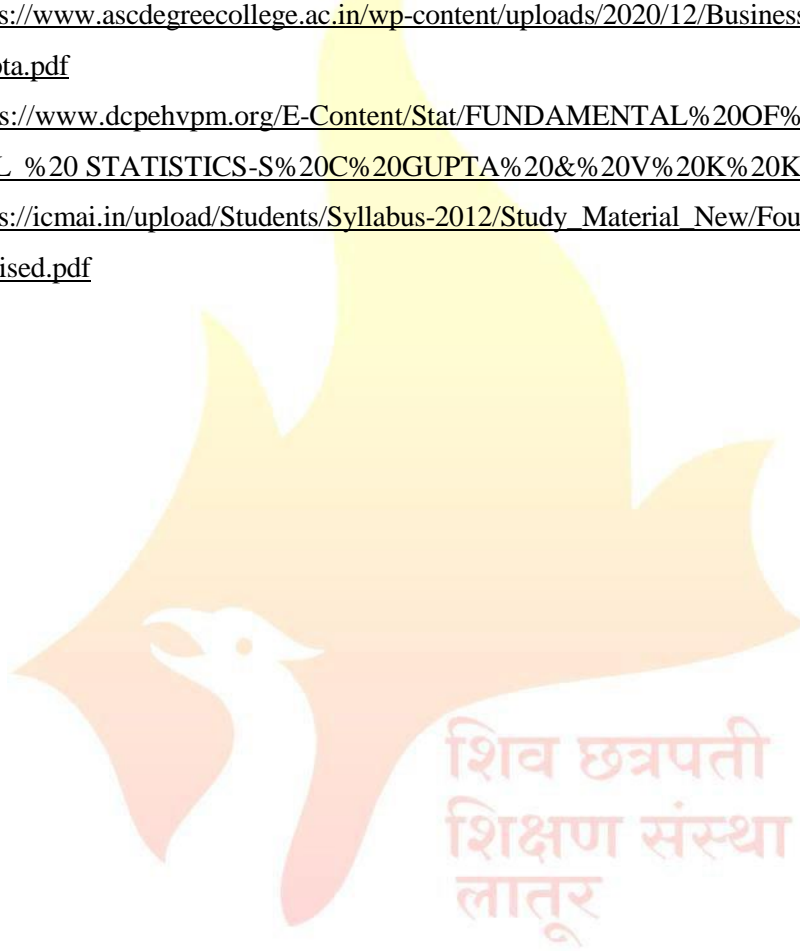 s://www.ascdegreecollege.ac.in/wp-content/uploads/2020/12/Business
ta.pdf
s://www.dcpehvpm.org/E-Content/Stat/FUNDAMENTAL%20OF%
L_%20 STATISTICS-S%20C%20GUPTA%20&%20V%20K%20K
s://icmai.in/upload/Students/Syllabus-2012/Study_Material_New/Fou
ised.pdf
शिव छत्रपती
शिक्षण संस्था
लातूर